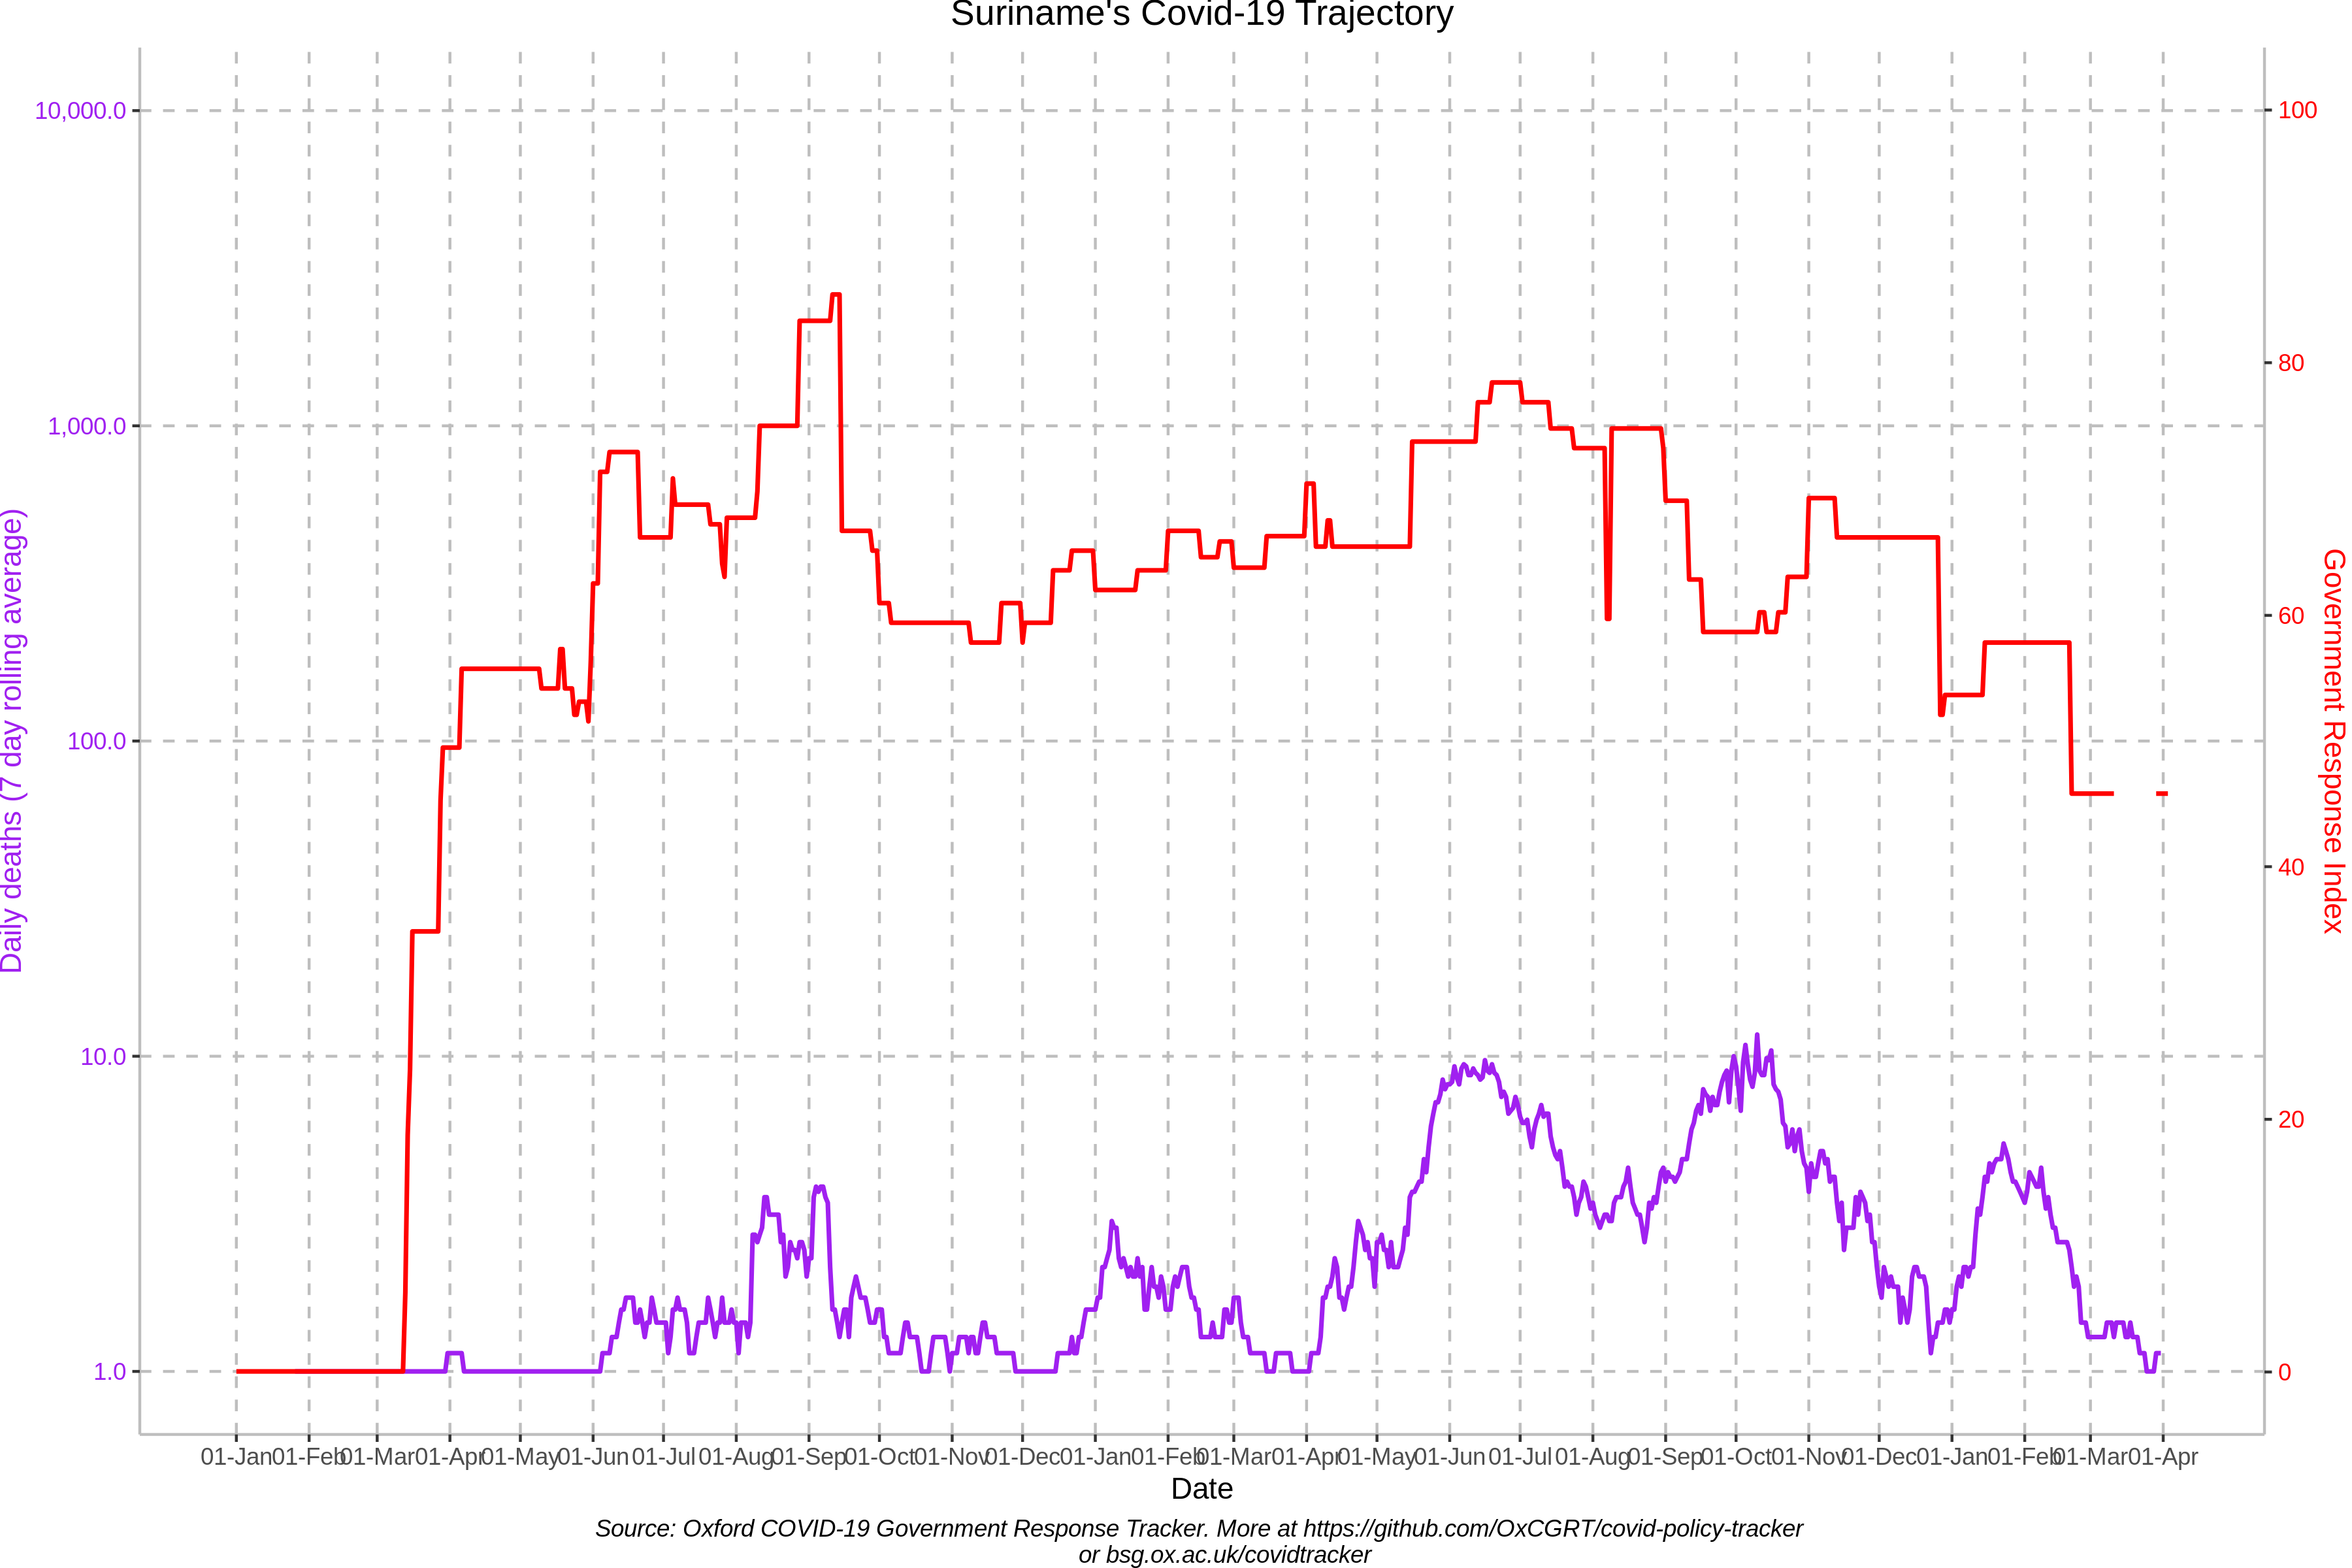 Suriname's Covid-19 Trajectory
10,000.0
1,000.0
100.0
10.0
1.0
Daily deaths (7 day rolling average)
100
80
60
40
20
0
Government Response Index
01-Jan 01-Feb 01-Mar 01-Apr 01-May 01-Jun 01-Jul 01-Aug 01-Sep 01-Oct 01-Nov 01-Dec 01-Jan 01-Feb 01-Mar 01-Apr 01-May 01-Jun 01-Jul 01-Aug 01-Sep 01-Oct 01-Nov 01-Dec 01-Jan 01-Feb 01-Mar 01-Apr
Date
Source: Oxford COVID-19 Government Response Tracker. More at https://github.com/OxCGRT/covid-policy-tracker
or bsg.ox.ac.uk/covidtracker